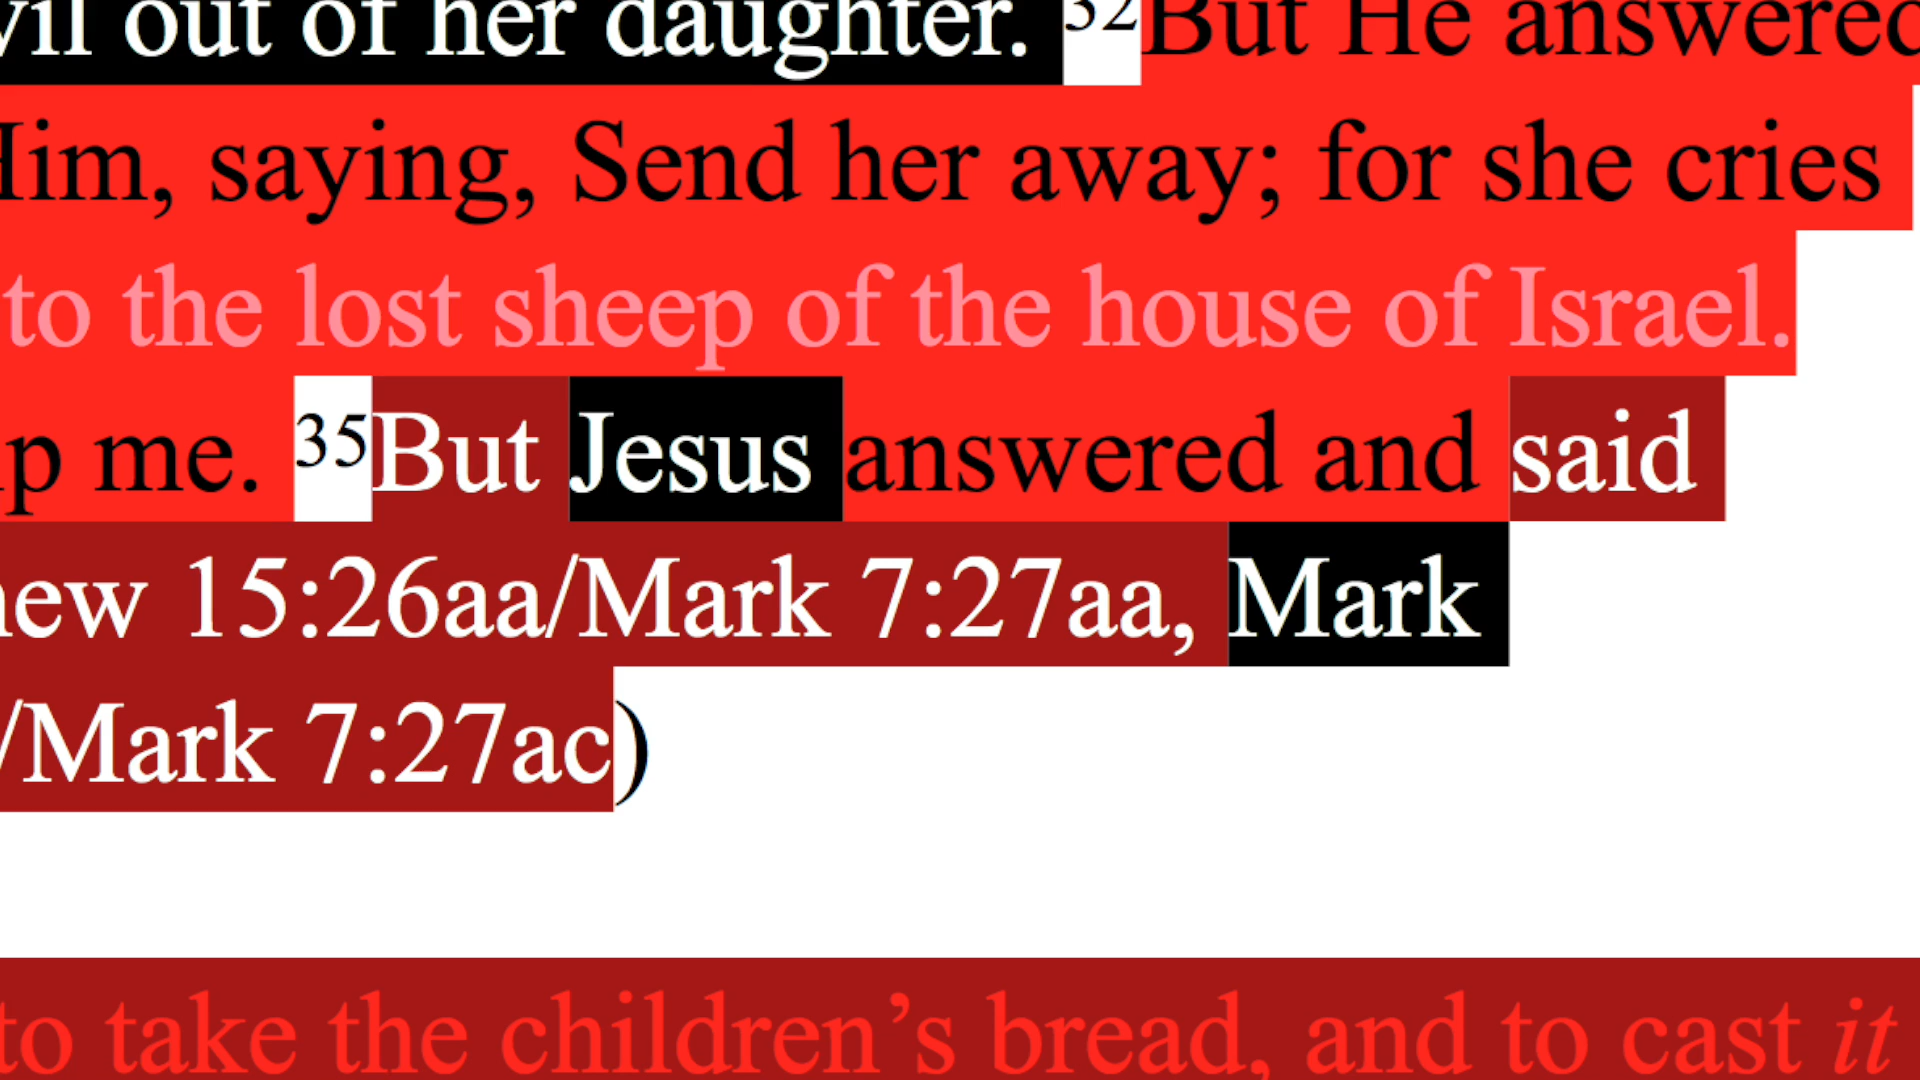 vil out of her daughter. 32But He answered
Him, saying, Send her away; for she cries
to the lost sheep of the house of Israel.
p me. 35But Jesus answered and said
new 15:26aa/Mark 7:27aa, Mark
/Mark 7:27ac)
to take the children’s bread, and to cast it